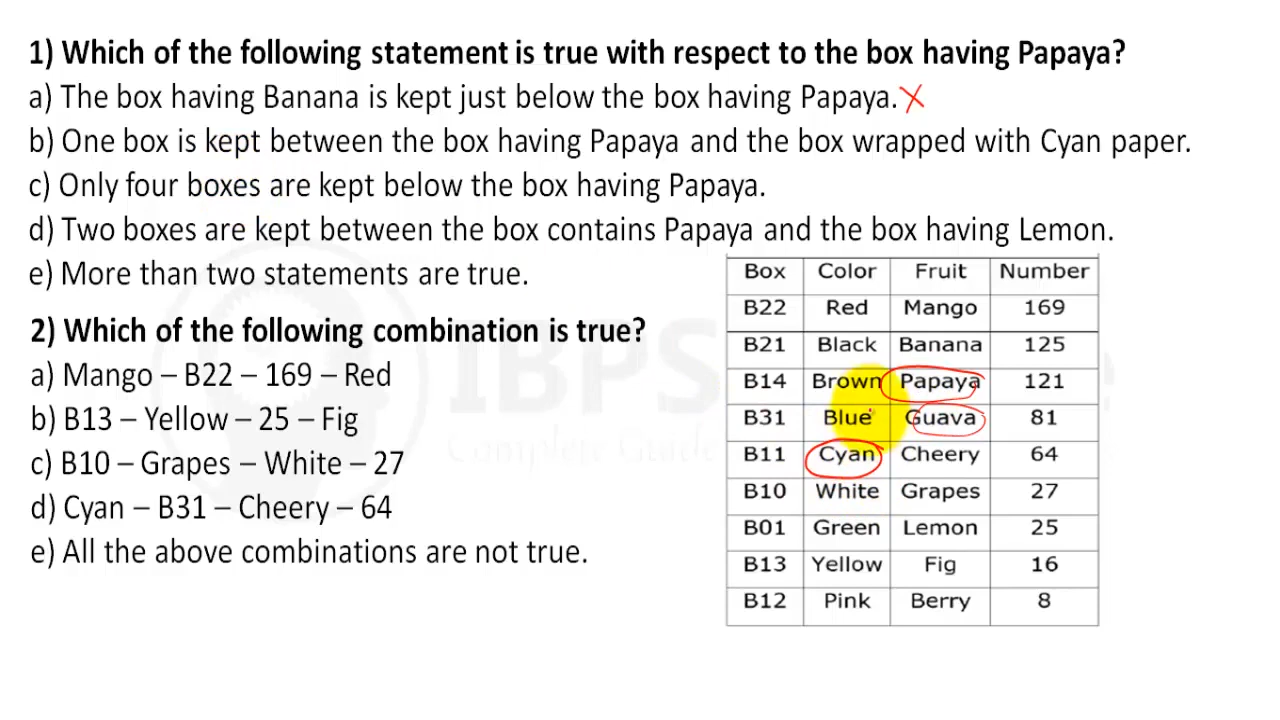 1) Which of the following statement is true with respect to the box having Papaya?
a) The box having Banana is kept just below the box having Papaya.
b) One box is kept between the box having Papaya and the box wrapped with Cyan paper.
c) Only four boxes are kept below the box having Papaya.
d) Two boxes are kept between the box contains Papaya and the box having Lemon.
e) More than two statements are true.
2) Which of the following combination is true?
a) Mango – B22 – 169 – Red
b) B13 – Yellow – 25 – Fig
c) B10 – Grapes – White – 27
d) Cyan – B31 – Cheery – 64
e) All the above combinations are not true.
Box Color Fruit Number
B22 Red Mango 169
B21 Black Banana 125
B14 Brown Papaya 121
B31 Blue Guava 81
B11 Cyan Cheery 64
B10 White Grapes 27
B01 Green Lemon 25
B13 Yellow Fig 16
B12 Pink Berry 8
IBPS
Complete Guide